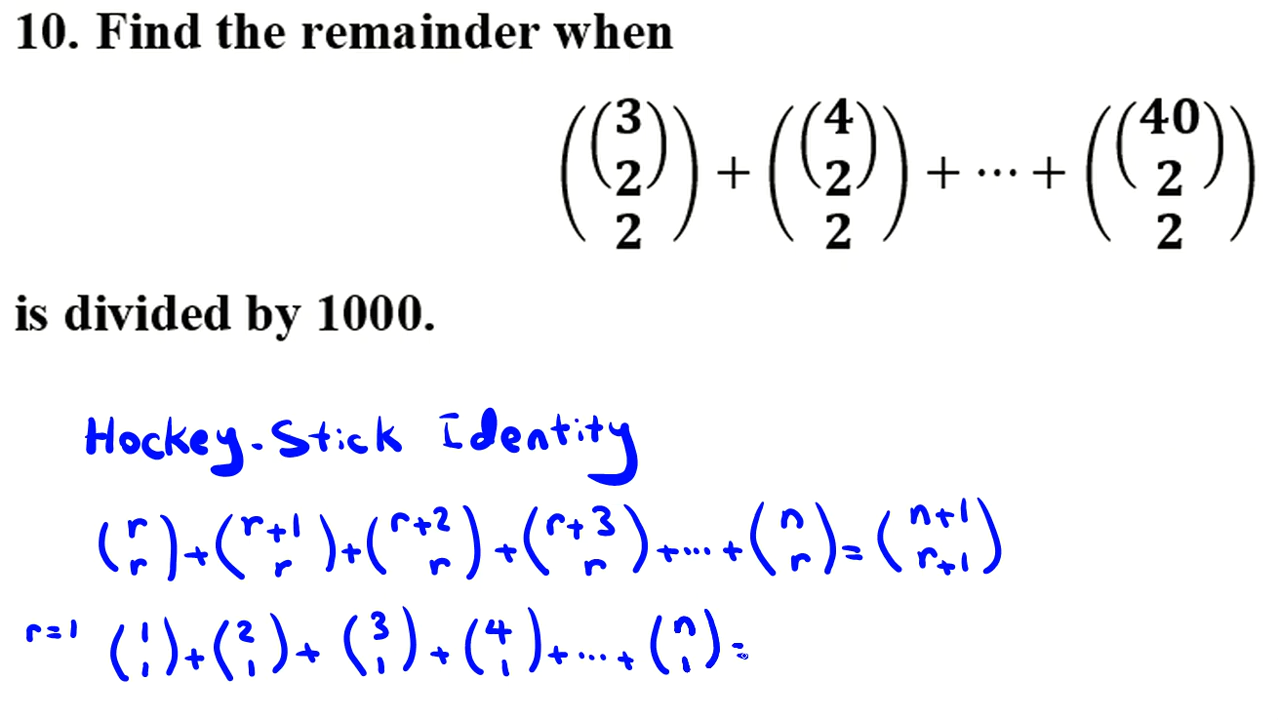 10. Find the remainder when
((3 2) 2) + ((4 2) 2) + ⋯ + ((40 2) 2)
is divided by 1000.
Hockey-Stick Identity
(r r) + (r+1 r) + (r+2 r) + (r+3 r) + ... + (n r) = (n+1 r+1)
r=1 (1 1) + (2 1) + (3 1) + (4 1) + ... + (n 1) =